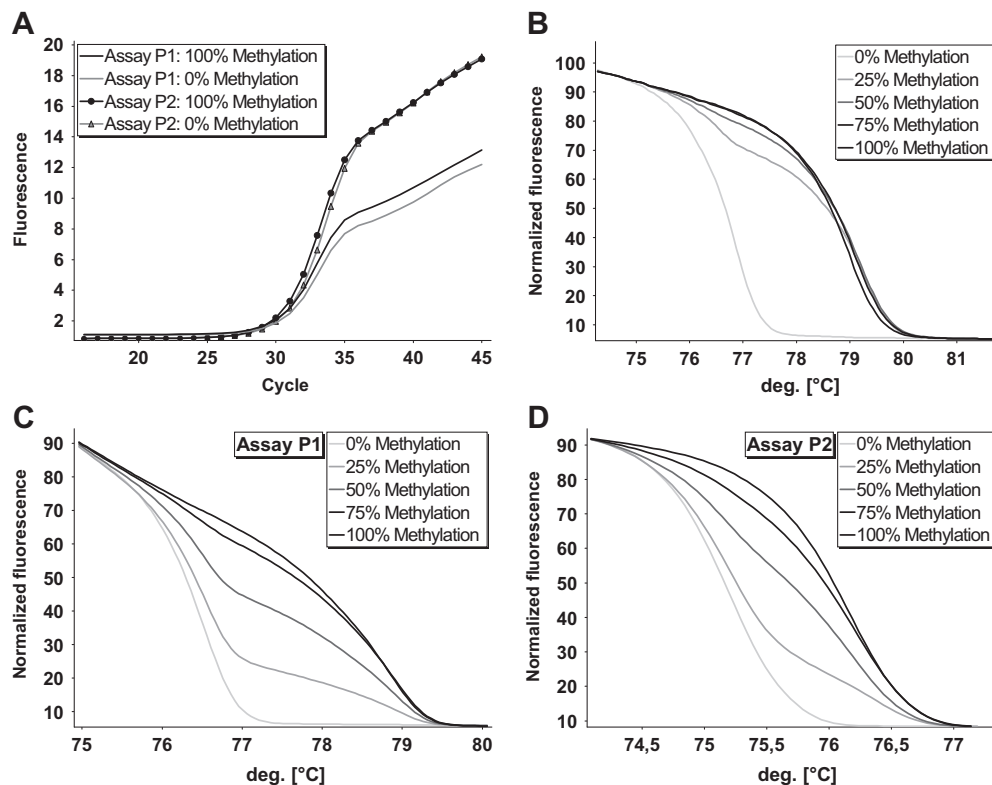 A
Assay P1: 100% Methylation
Assay P1: 0% Methylation
Assay P2: 100% Methylation
Assay P2: 0% Methylation
Fluorescence
20
18
16
14
12
10
8
6
4
2
20 25 30 35 40 45
Cycle
B
0% Methylation
25% Methylation
50% Methylation
75% Methylation
100% Methylation
Normalized fluorescence
100
90
80
70
60
50
40
30
20
10
75 76 77 78 79 80 81
deg. [°C]
C
Assay P1
0% Methylation
25% Methylation
50% Methylation
75% Methylation
100% Methylation
Normalized fluorescence
90
80
70
60
50
40
30
20
10
75 76 77 78 79 80
deg. [°C]
D
Assay P2
0% Methylation
25% Methylation
50% Methylation
75% Methylation
100% Methylation
Normalized fluorescence
90
80
70
60
50
40
30
20
10
74,5 75 75,5 76 76,5 77
deg. [°C]